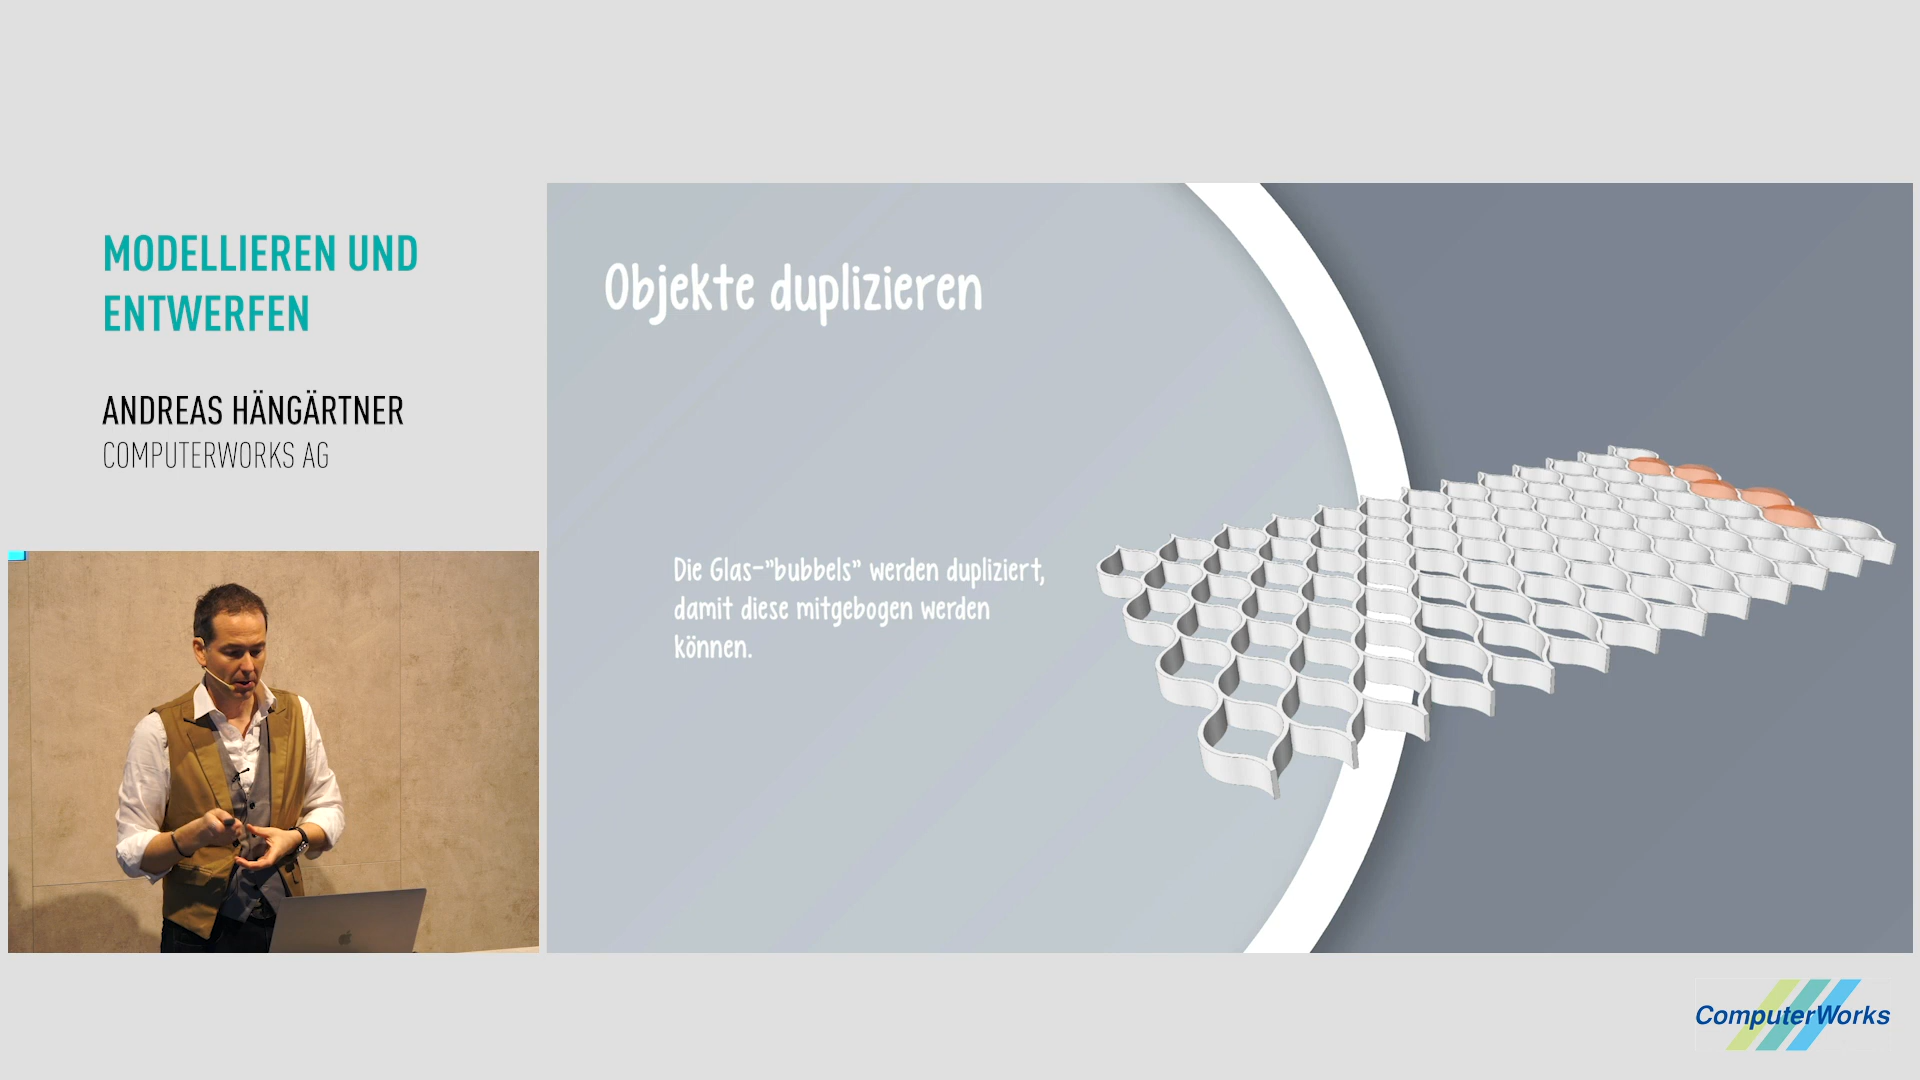 MODELLIEREN UND
ENTWERFEN
ANDREAS HÄNGÄRTNER
COMPUTERWORKS AG
Objekte duplizieren
Die Glas-"bubbels" werden dupliziert,
damit diese mitgebogen werden
können.
ComputerWorks